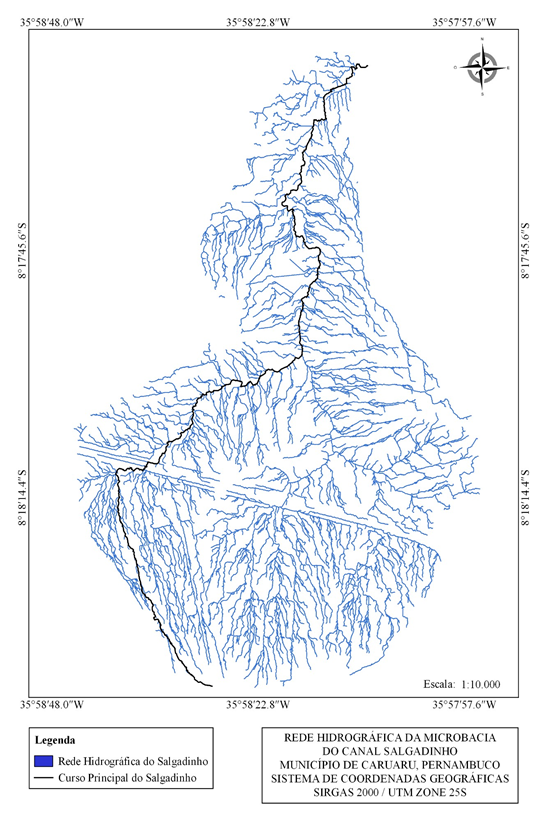 35°58'48.0"W 35°58'22.8"W 35°57'57.6"W
N
O E
S
8°17'45.6"S 8°17'45.6"S
8°18'14.4"S 8°18'14.4"S
Escala: 1:10.000
35°58'48.0"W 35°58'22.8"W 35°57'57.6"W
Legenda
Rede Hidrográfica do Salgadinho
Curso Principal do Salgadinho
REDE HIDROGRÁFICA DA MICROBACIA
DO CANAL SALGADINHO
MUNICÍPIO DE CARUARU, PERNAMBUCO
SISTEMA DE COORDENADAS GEOGRÁFICAS
SIRGAS 2000 / UTM ZONE 25S